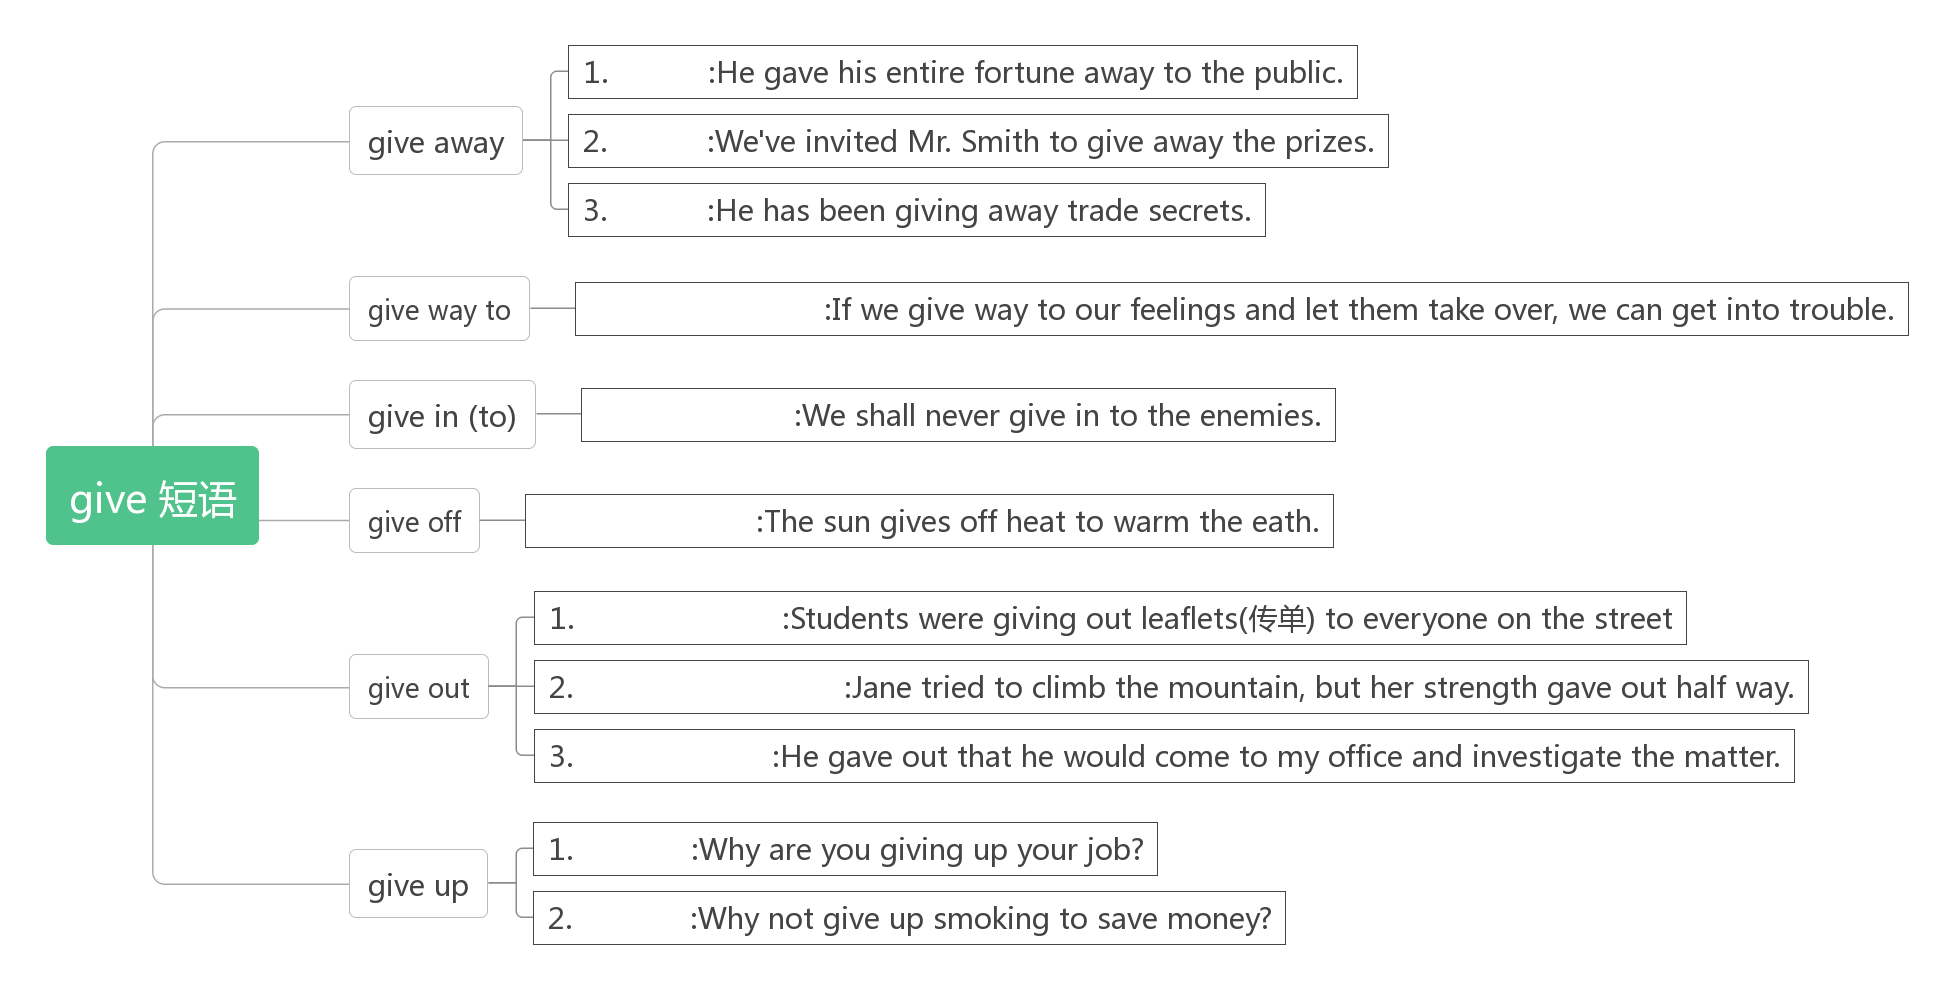 give 短语
give away
1. :He gave his entire fortune away to the public.
2. :We've invited Mr. Smith to give away the prizes.
3. :He has been giving away trade secrets.
give way to
:If we give way to our feelings and let them take over, we can get into trouble.
give in (to)
:We shall never give in to the enemies.
give off
:The sun gives off heat to warm the eath.
give out
1. :Students were giving out leaflets(传单) to everyone on the street
2. :Jane tried to climb the mountain, but her strength gave out half way.
3. :He gave out that he would come to my office and investigate the matter.
give up
1. :Why are you giving up your job?
2. :Why not give up smoking to save money?